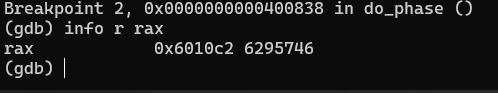 Breakpoint 2, 0x0000000000400838 in do_phase ()
(gdb) info r rax
rax            0x6010c2 6295746
(gdb)